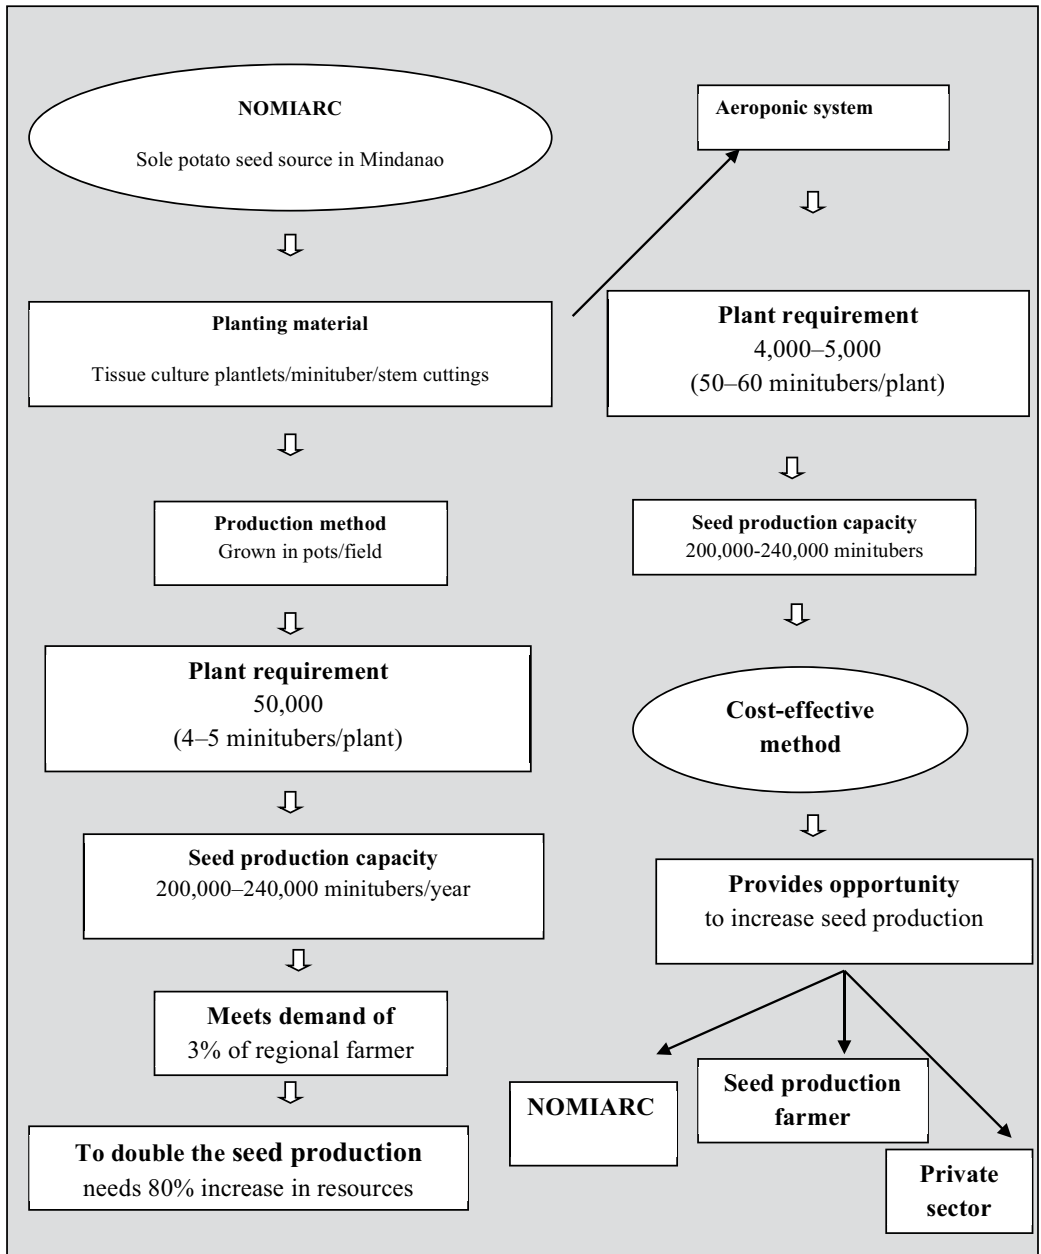 NOMIARC
Sole potato seed source in Mindanao
Planting material
Tissue culture plantlets/minituber/stem cuttings
Production method
Grown in pots/field
Plant requirement
50,000
(4–5 minitubers/plant)
Seed production capacity
200,000–240,000 minitubers/year
Meets demand of
3% of regional farmer
To double the seed production
needs 80% increase in resources
Aeroponic system
Plant requirement
4,000–5,000
(50–60 minitubers/plant)
Seed production capacity
200,000-240,000 minitubers
Cost-effective
method
Provides opportunity
to increase seed production
NOMIARC
Seed production
farmer
Private
sector